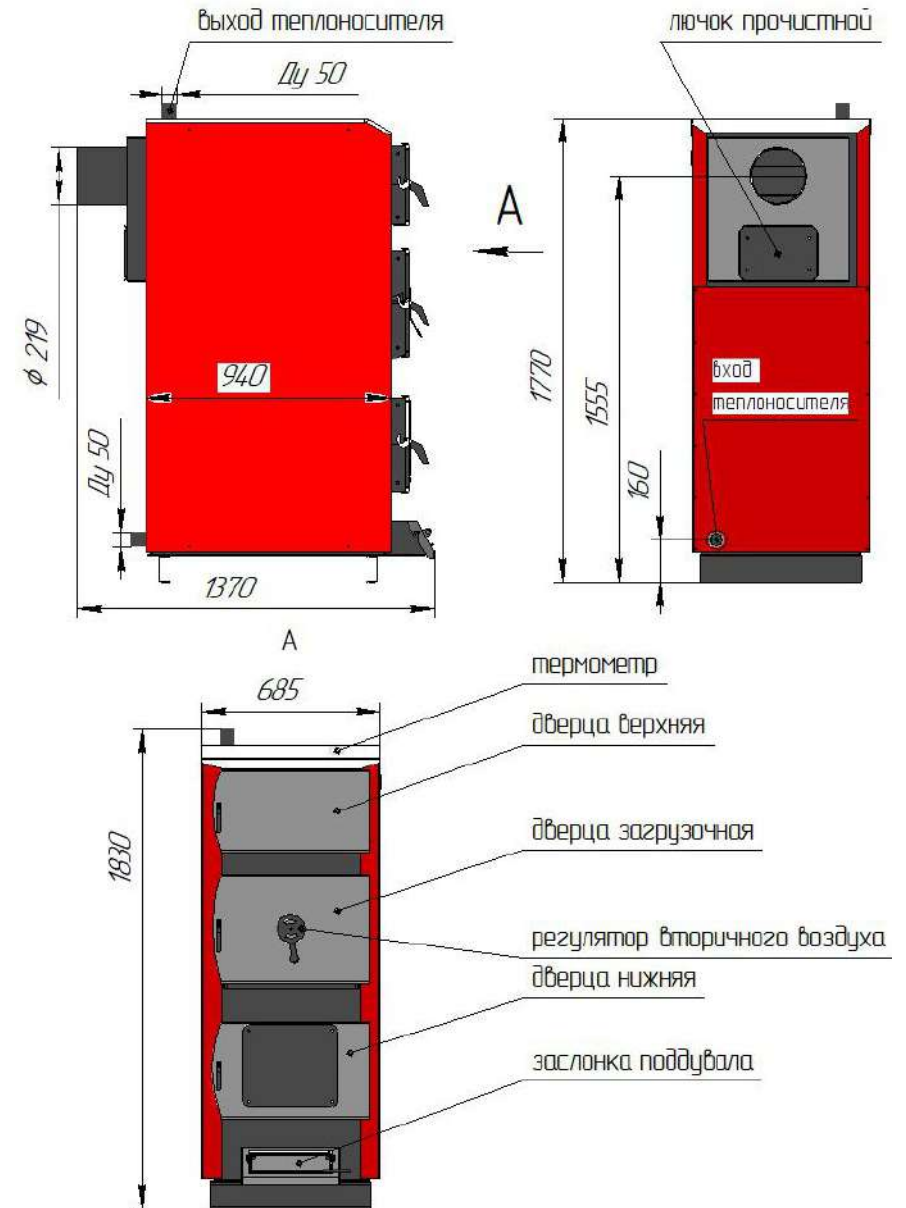 выход теплоносителя
лючок прочистной
Ду 50
А
ϕ 219
940
1770
1555
вход
теплоносителя
Ду 50
160
1370
А
термометр
685
дверца верхняя
1830
дверца загрузочная
регулятор вторичного воздуха
дверца нижняя
заслонка поддувала